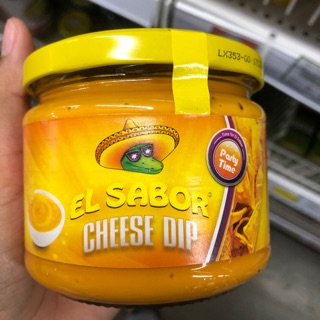 EL SABOR
CHEESE DIP
Party
Time